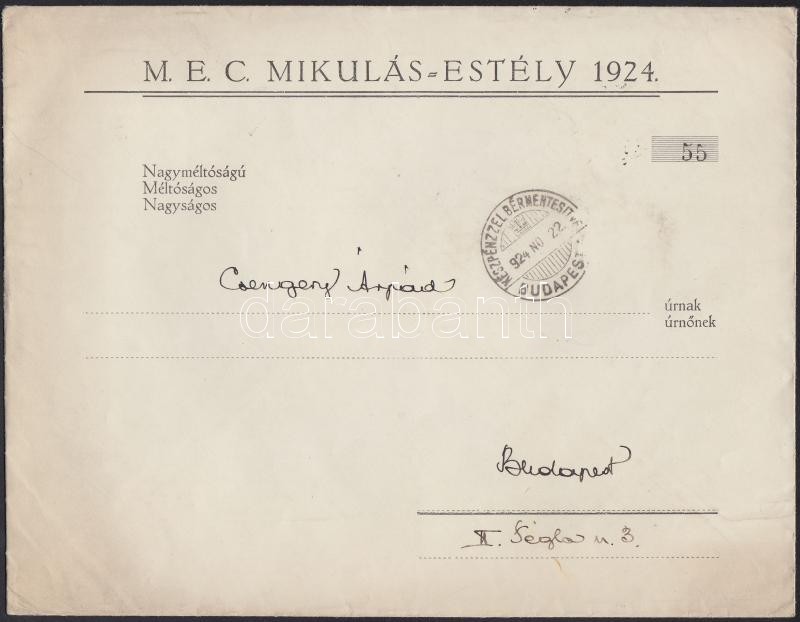 M. E. C. MIKULÁS=ESTÉLY 1924.
55
Nagyméltóságú
Méltóságos
Nagyságos
KÉSZPÉNZZEL BÉRMENTESITVE
924 NO 22.
BUDAPEST
Csengery Árpád
úrnak
úrnőnek
darabanth
Budapest
II. Tégla u. 3.